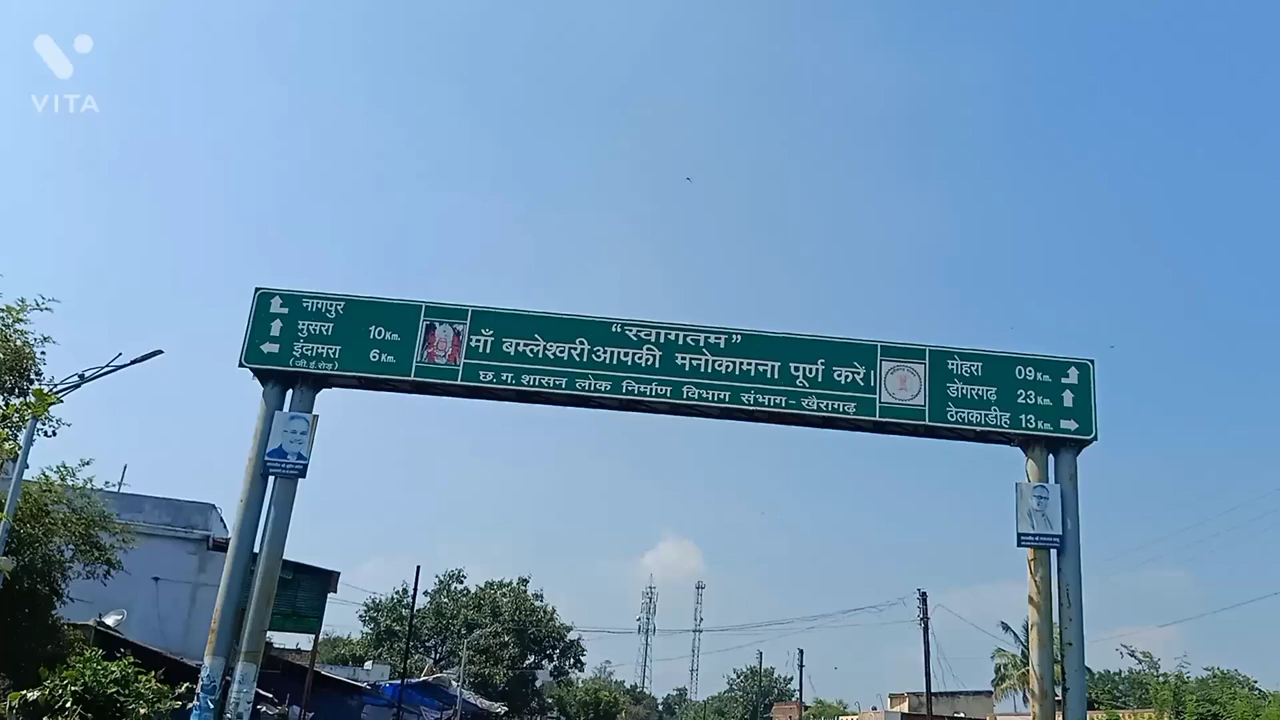 VITA
नागपुर
मुसरा 10Km.
इंदामरा 6Km.
(जी.ई.रोड़)
“स्वागतम”
माँ बम्लेश्वरी आपकी मनोकामना पूर्ण करें।
छ.ग. शासन लोक निर्माण विभाग संभाग - खैरागढ़
मोहरा 09Km.
डोंगरगढ़ 23Km.
ठेलकाडीह 13Km.